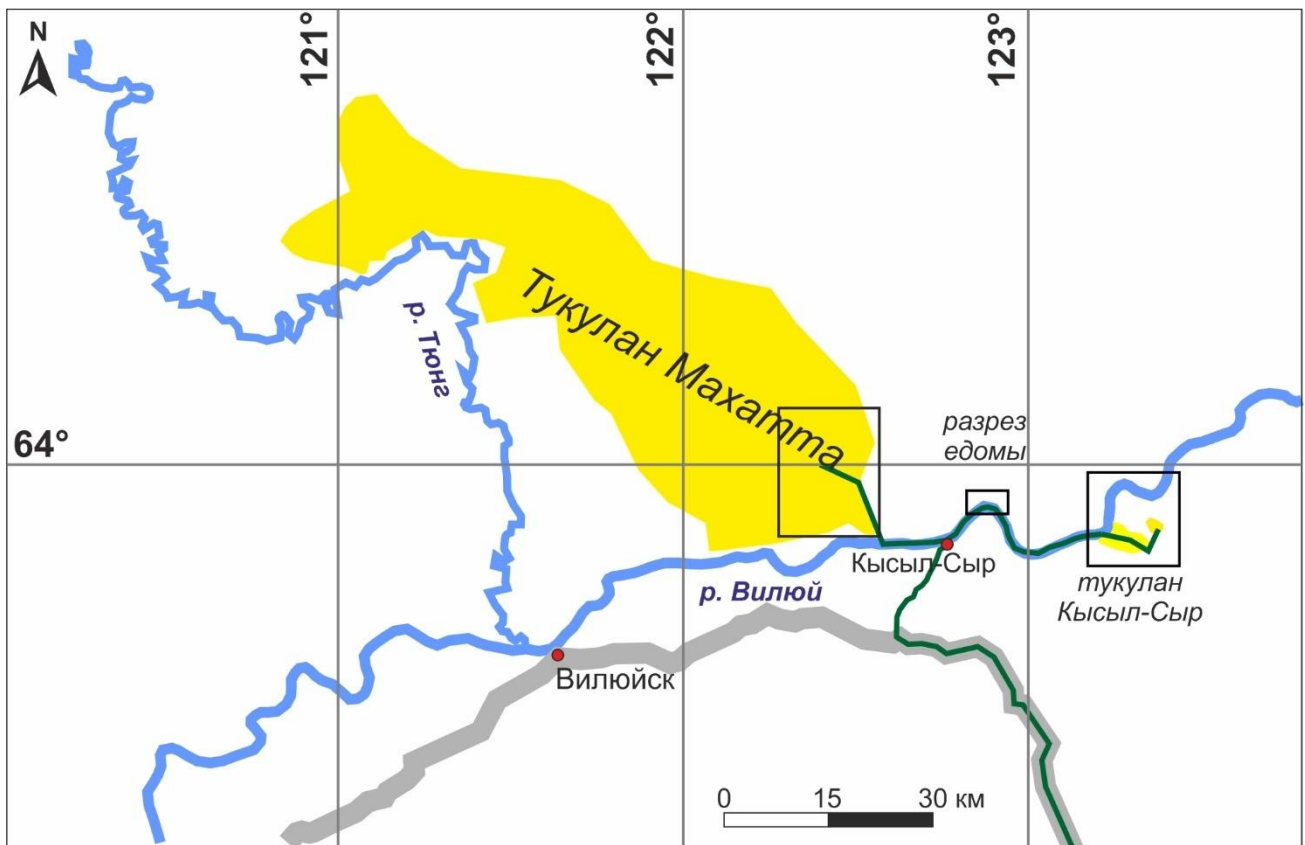 N
121°
122°
123°
р. Тюнг
Тукулан Махатта
64°
разрез
едомы
Кысыл-Сыр
р. Вилюй
тукулан
Кысыл-Сыр
Вилюйск
0 15 30 км